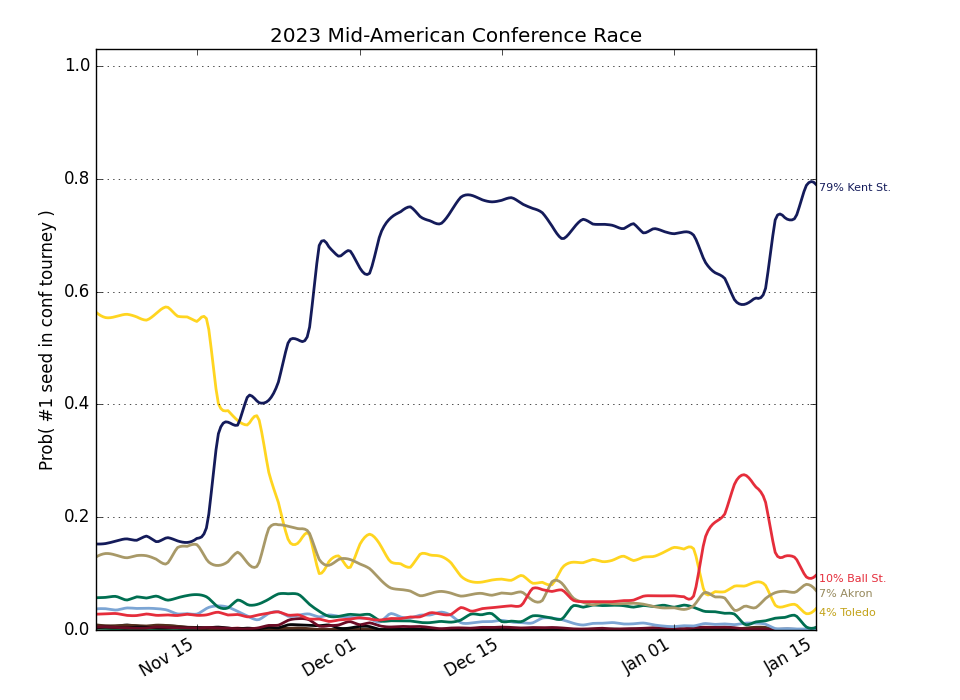 2023 Mid-American Conference Race
Prob( #1 seed in conf tourney )
1.0
0.8
0.6
0.4
0.2
0.0
79% Kent St.
10% Ball St.
7% Akron
4% Toledo
Nov 15
Dec 01
Dec 15
Jan 01
Jan 15